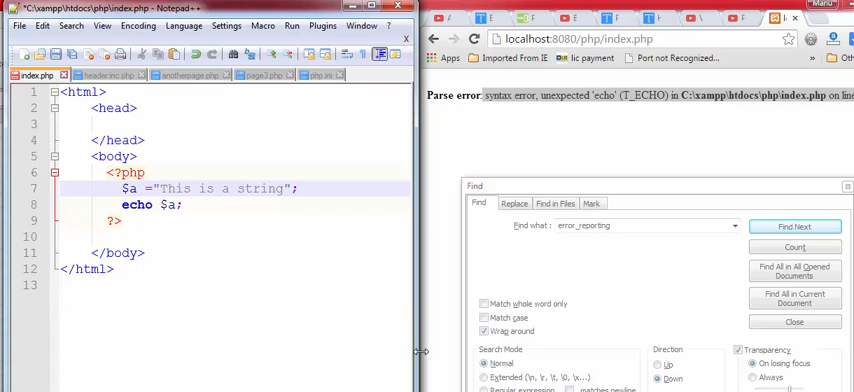 *C:\xampp\htdocs\php\index.php - Notepad++
File Edit Search View Encoding Language Settings Macro Run Plugins Window ?
X
index.php header.inc.php anotherpage.php page3.php php.ini
1 <html>
2 <head>
3
4 </head>
5 <body>
6 <?php
7 $a ="This is a string";
8 echo $a;
9 ?>
10
11 </body>
12 </html>
13
Manu
localhost:8080/php/index.php
Apps Imported From IE lic payment Port not Recognized.
Parse error: syntax error, unexpected 'echo' (T_ECHO) in C:\xampp\htdocs\php\index.php on line
Find
Find Replace Find in Files Mark
Find what : error_reporting
Find Next
Count
Find All in All Opened Documents
Find All in Current Document
Close
Match whole word only
Match case
Wrap around
Search Mode
Normal
Extended (\n, \r, \t, \0, \x...)
Regular expression . matches newline
Direction
Up
Down
Transparency
On losing focus
Always